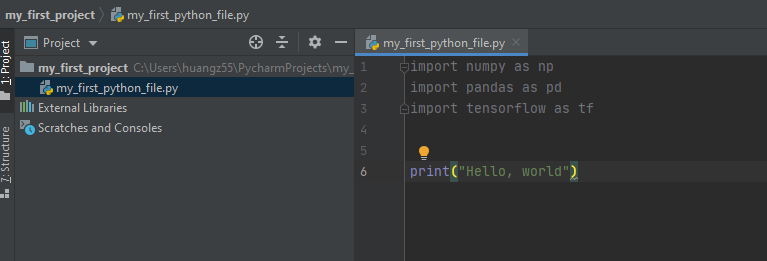 my_first_project
my_first_python_file.py
Project
my_first_python_file.py
1: Project
7: Structure
my_first_project C:\Users\huangz55\PycharmProjects\my_
my_first_python_file.py
External Libraries
Scratches and Consoles
1 import numpy as np
2 import pandas as pd
3 import tensorflow as tf
4
5
6 print("Hello, world")